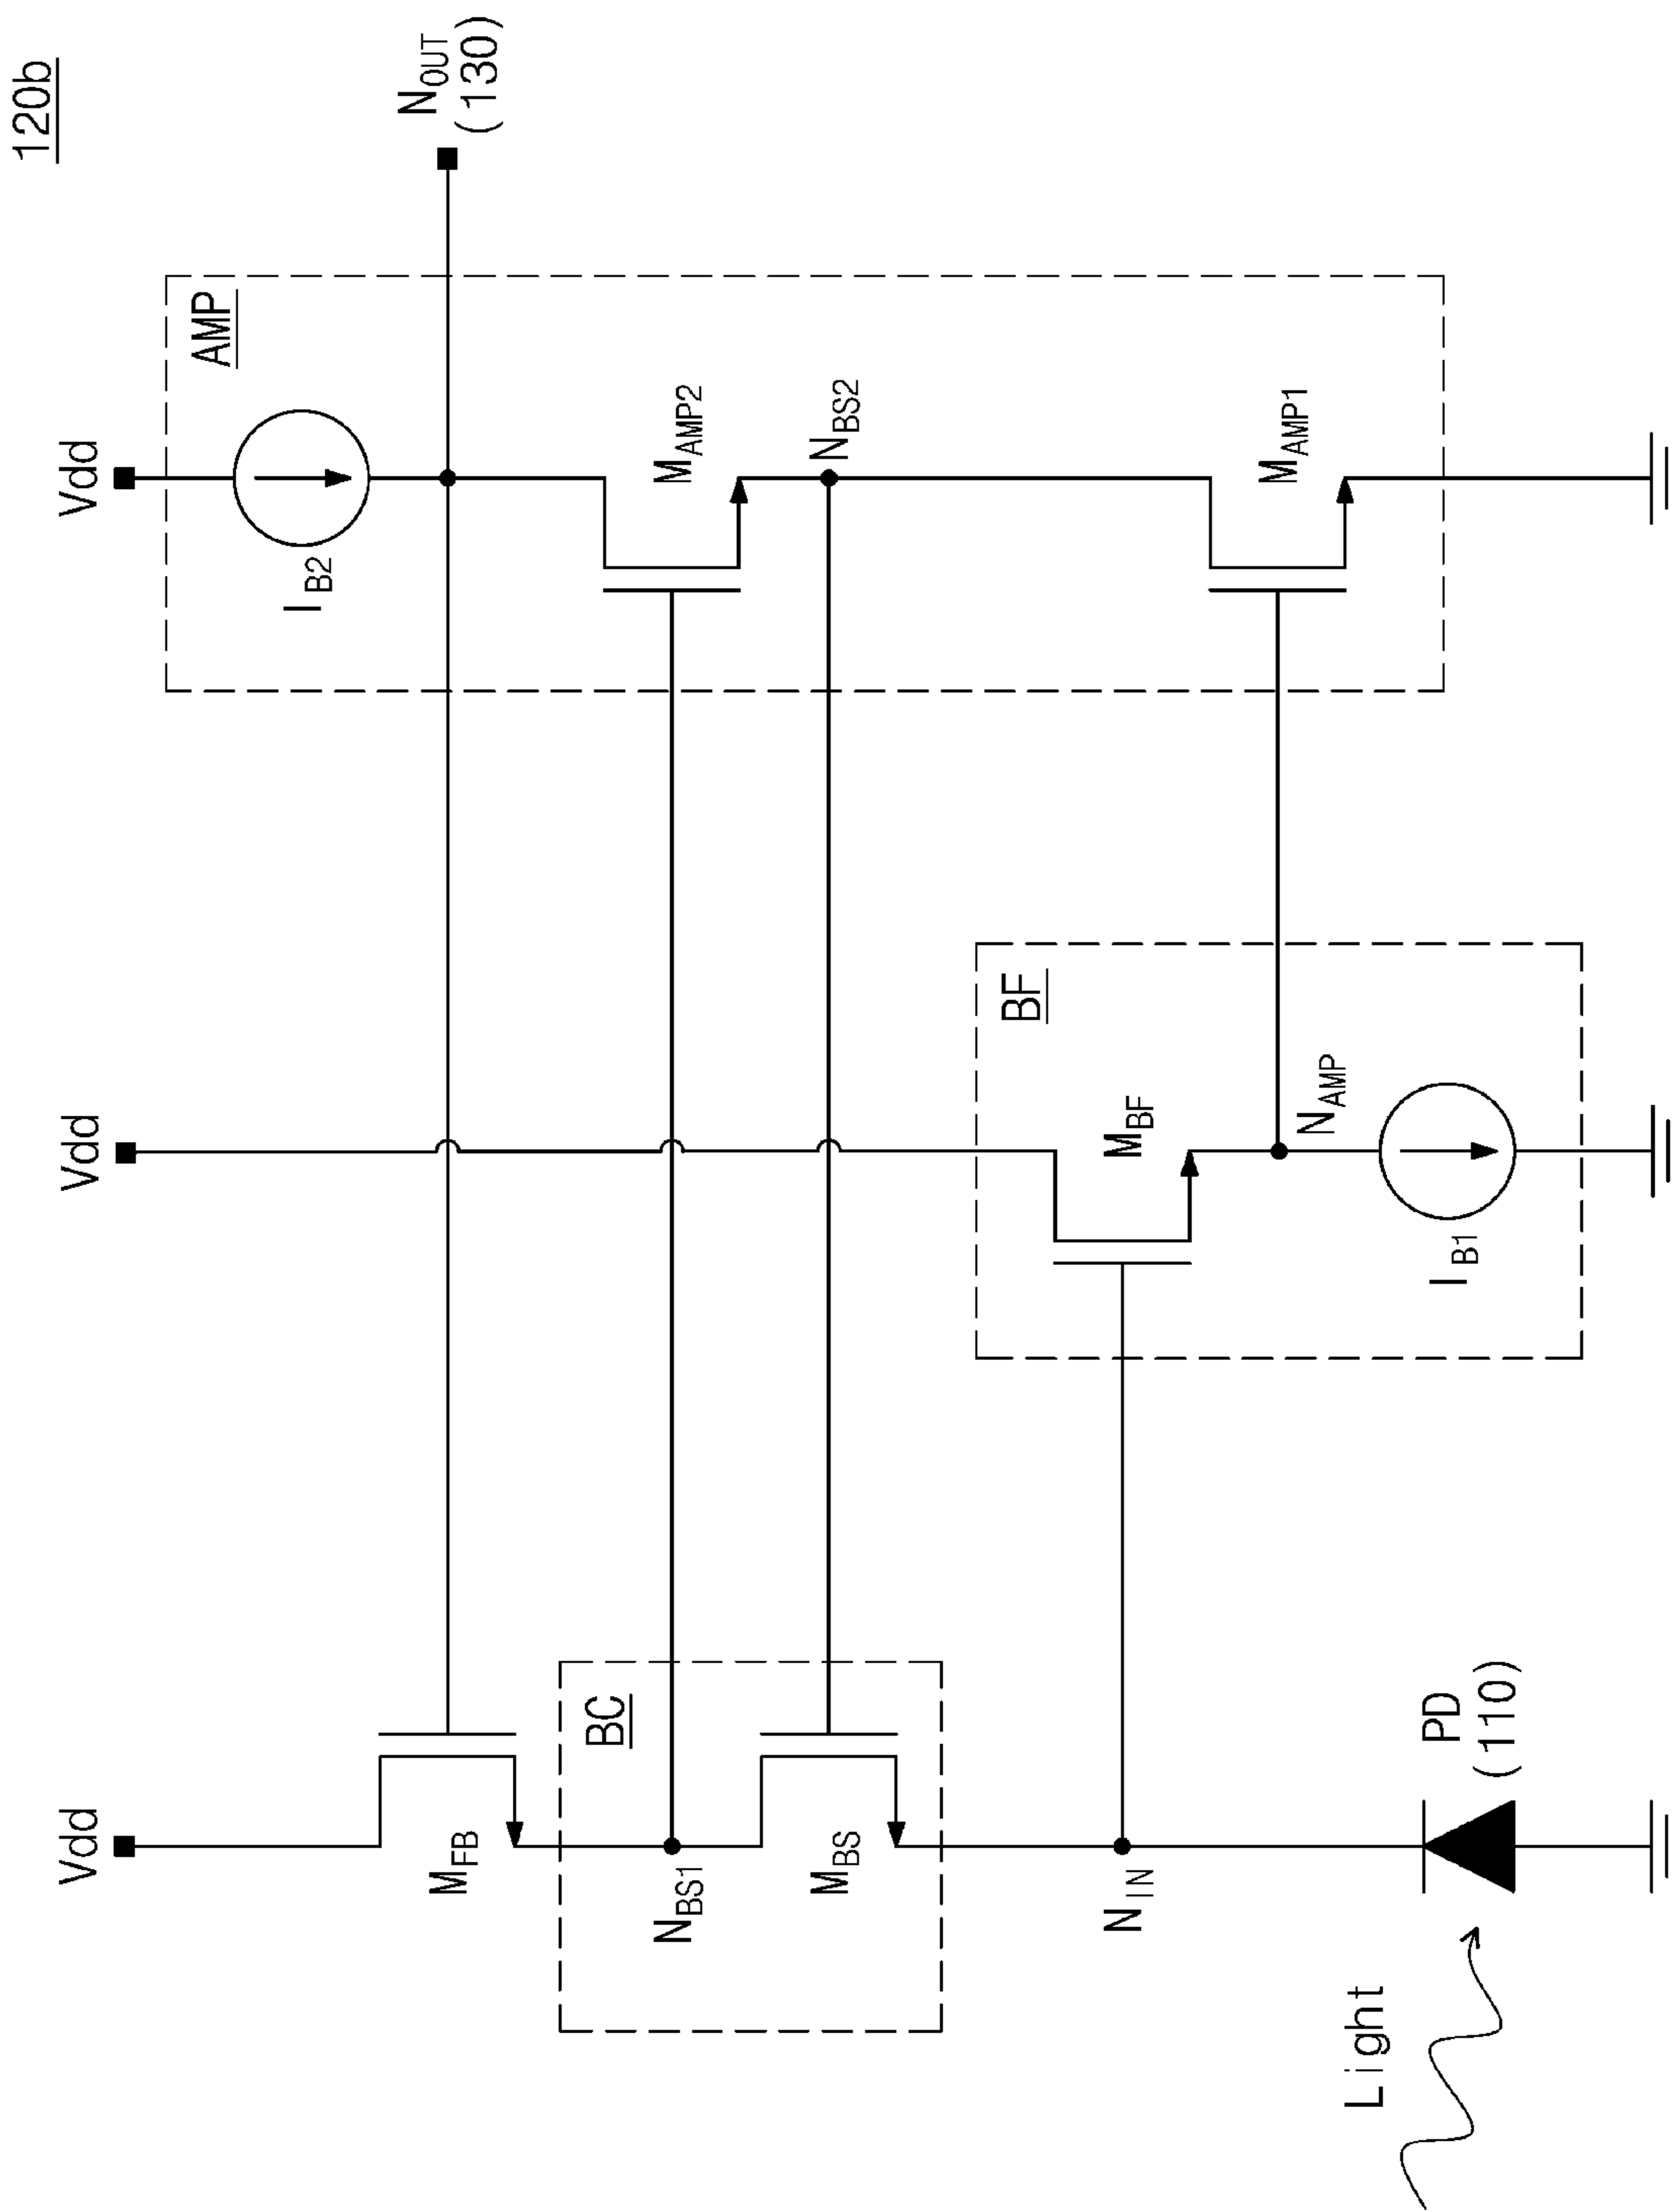 120b
Vdd
Vdd
Vdd
AMP
I_B2
N_OUT
(130)
M_FB
M_AMP2
BC
N_BS1
N_BS2
M_BS
BF
N_IN
M_BF
M_AMP1
N_AMP
I_B1
Light
PD
(110)